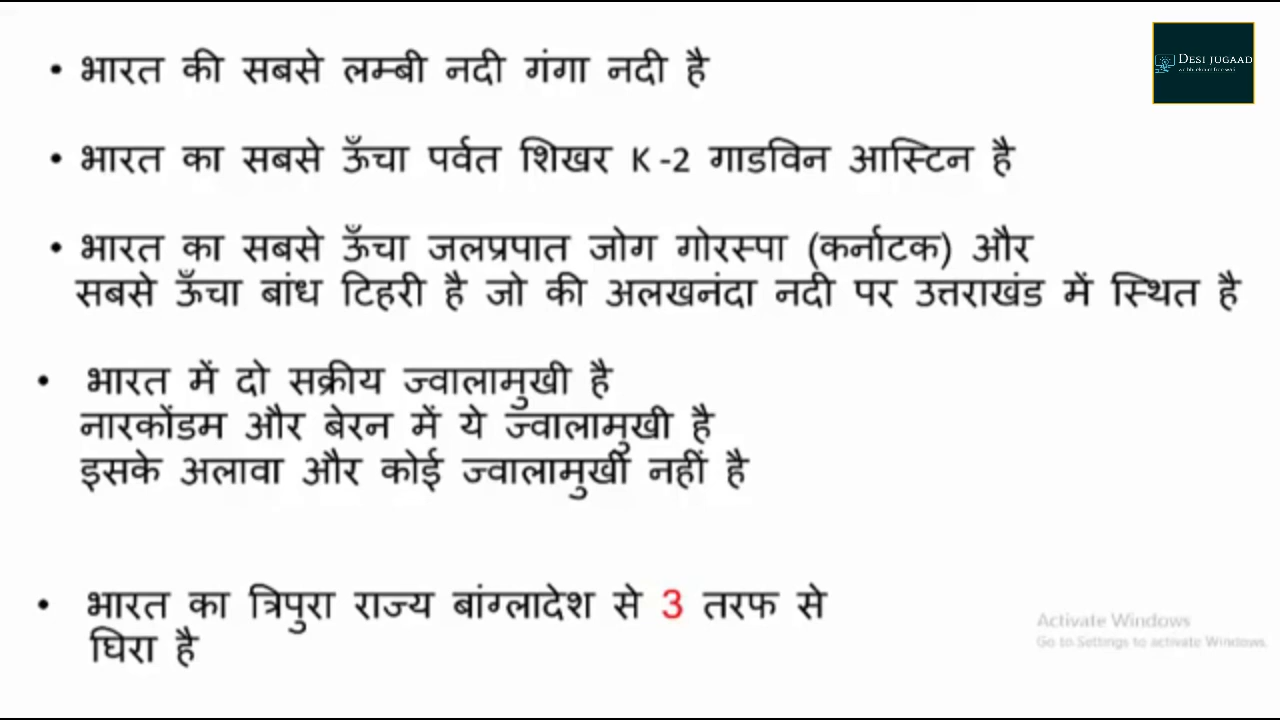 • भारत की सबसे लम्बी नदी गंगा नदी है
DESI JUGAAD
• भारत का सबसे ऊँचा पर्वत शिखर K -2 गाडविन आस्टिन है
• भारत का सबसे ऊँचा जलप्रपात जोग गोरस्पा (कर्नाटक) और
सबसे ऊँचा बांध टिहरी है जो की अलखनंदा नदी पर उत्तराखंड में स्थित है
• भारत में दो सक्रीय ज्वालामुखी है
नारकोंडम और बेरन में ये ज्वालामुखी है
इसके अलावा और कोई ज्वालामुखी नहीं है
• भारत का त्रिपुरा राज्य बांग्लादेश से 3 तरफ से
घिरा है
Activate Windows
Go to Settings to activate Windows.